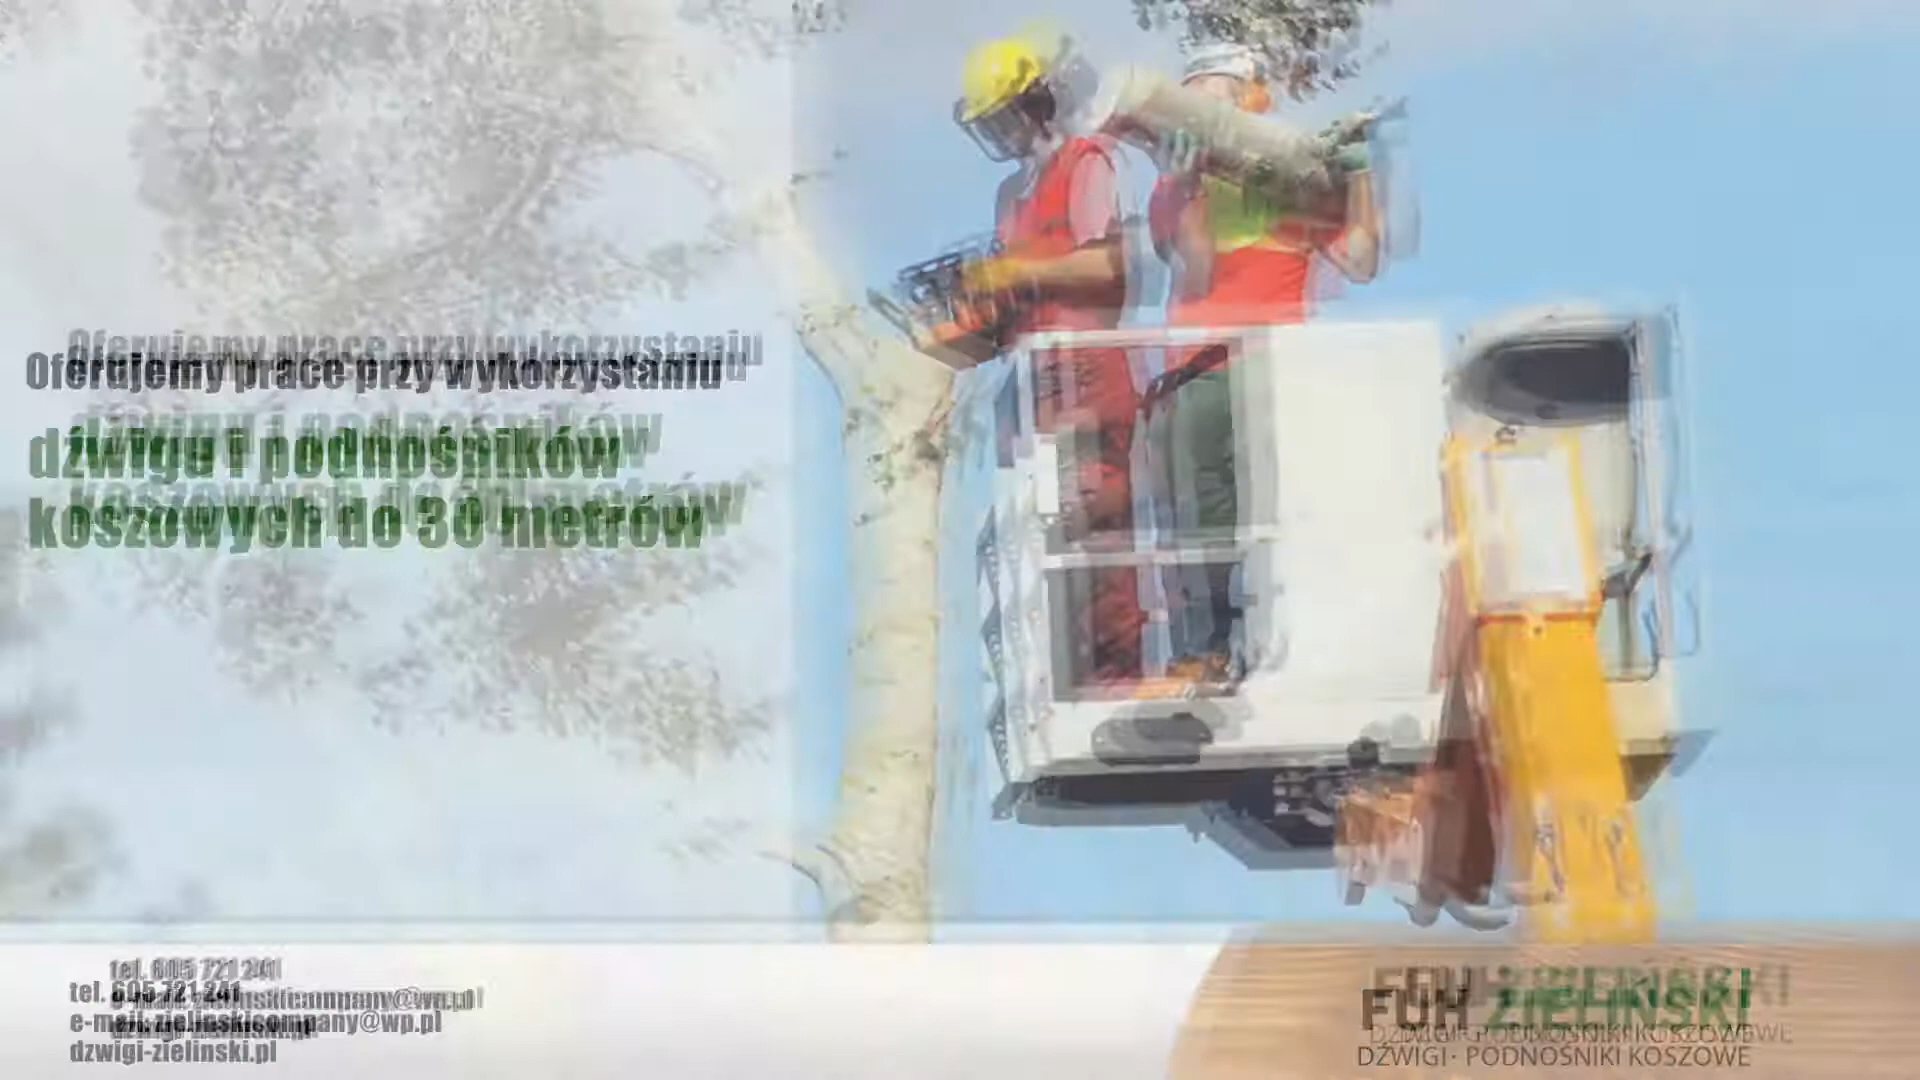 Oferujemy prace przy wykorzystaniu
dźwigu i podnośników
koszowych do 30 metrów
tel. 605 721 241
e-mail: zielinskicompany@wp.pl
dzwigi-zielinski.pl
FUH ZIELIŃSKI
DŹWIGI · PODNOŚNIKI KOSZOWE